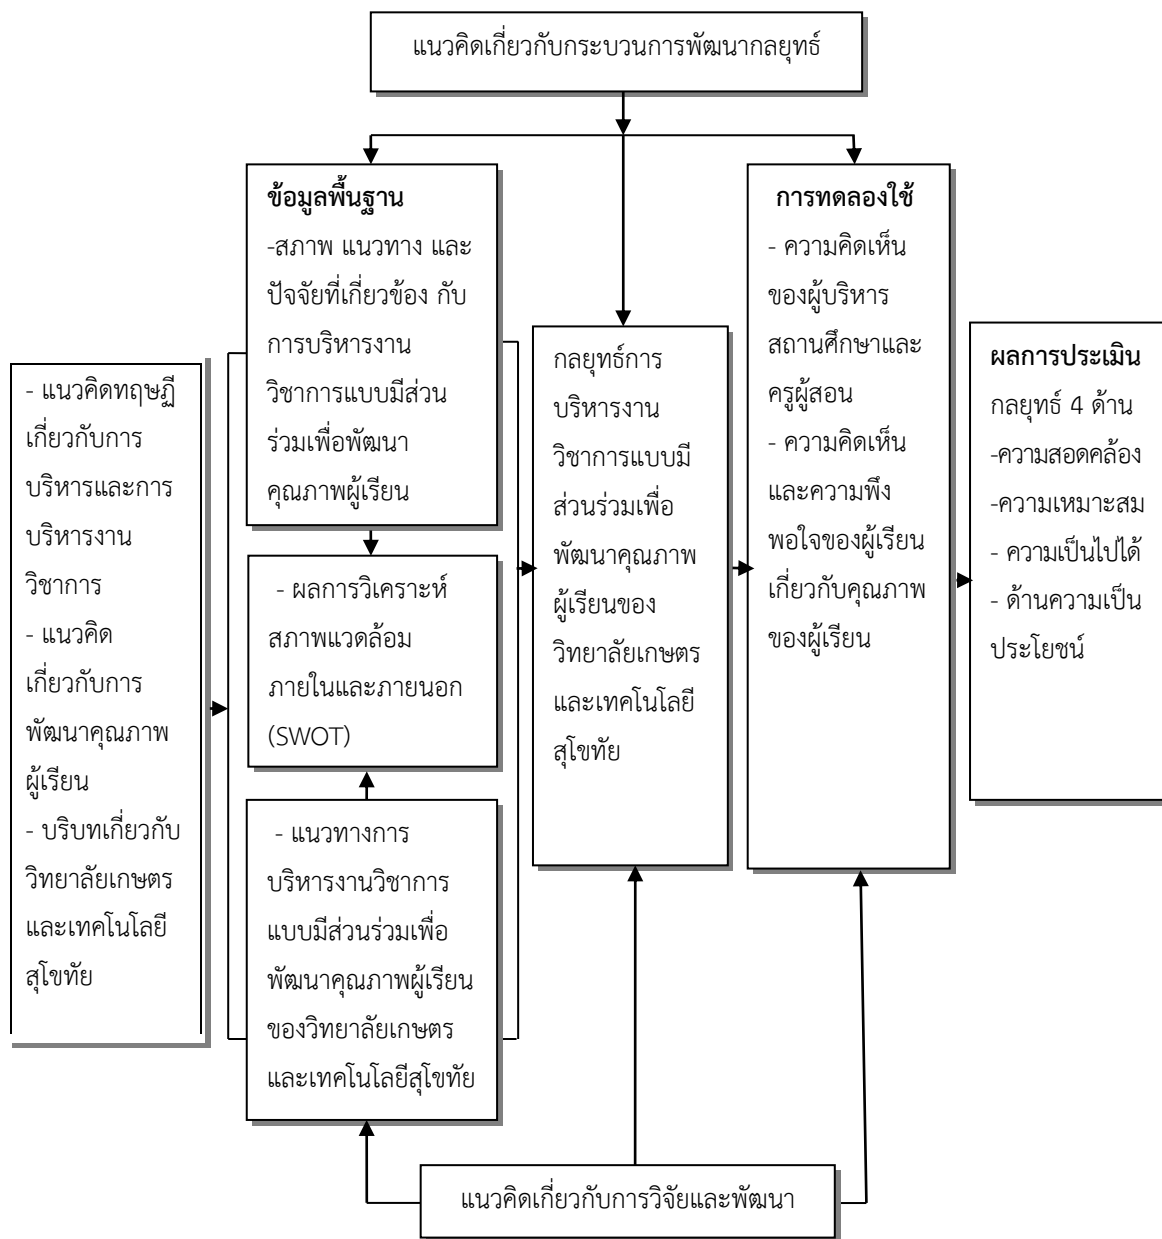 แนวคิดเกี่ยวกับกระบวนการพัฒนากลยุทธ์
- แนวคิดทฤษฏี
เกี่ยวกับการ
บริหารและการ
บริหารงาน
วิชาการ
- แนวคิด
เกี่ยวกับการ
พัฒนาคุณภาพ
ผู้เรียน
- บริบทเกี่ยวกับ
วิทยาลัยเกษตร
และเทคโนโลยี
สุโขทัย
ข้อมูลพื้นฐาน
-สภาพ แนวทาง และ
ปัจจัยที่เกี่ยวข้อง กับ
การบริหารงาน
วิชาการแบบมีส่วน
ร่วมเพื่อพัฒนา
คุณภาพผู้เรียน
- ผลการวิเคราะห์
สภาพแวดล้อม
ภายในและภายนอก
(SWOT)
- แนวทางการ
บริหารงานวิชาการ
แบบมีส่วนร่วมเพื่อ
พัฒนาคุณภาพผู้เรียน
ของวิทยาลัยเกษตร
และเทคโนโลยีสุโขทัย
กลยุทธ์การ
บริหารงาน
วิชาการแบบมี
ส่วนร่วมเพื่อ
พัฒนาคุณภาพ
ผู้เรียนของ
วิทยาลัยเกษตร
และเทคโนโลยี
สุโขทัย
การทดลองใช้
- ความคิดเห็น
ของผู้บริหาร
สถานศึกษาและ
ครูผู้สอน
- ความคิดเห็น
และความพึง
พอใจของผู้เรียน
เกี่ยวกับคุณภาพ
ของผู้เรียน
ผลการประเมิน
กลยุทธ์ 4 ด้าน
-ความสอดคล้อง
-ความเหมาะสม
- ความเป็นไปได้
- ด้านความเป็น
ประโยชน์
แนวคิดเกี่ยวกับการวิจัยและพัฒนา